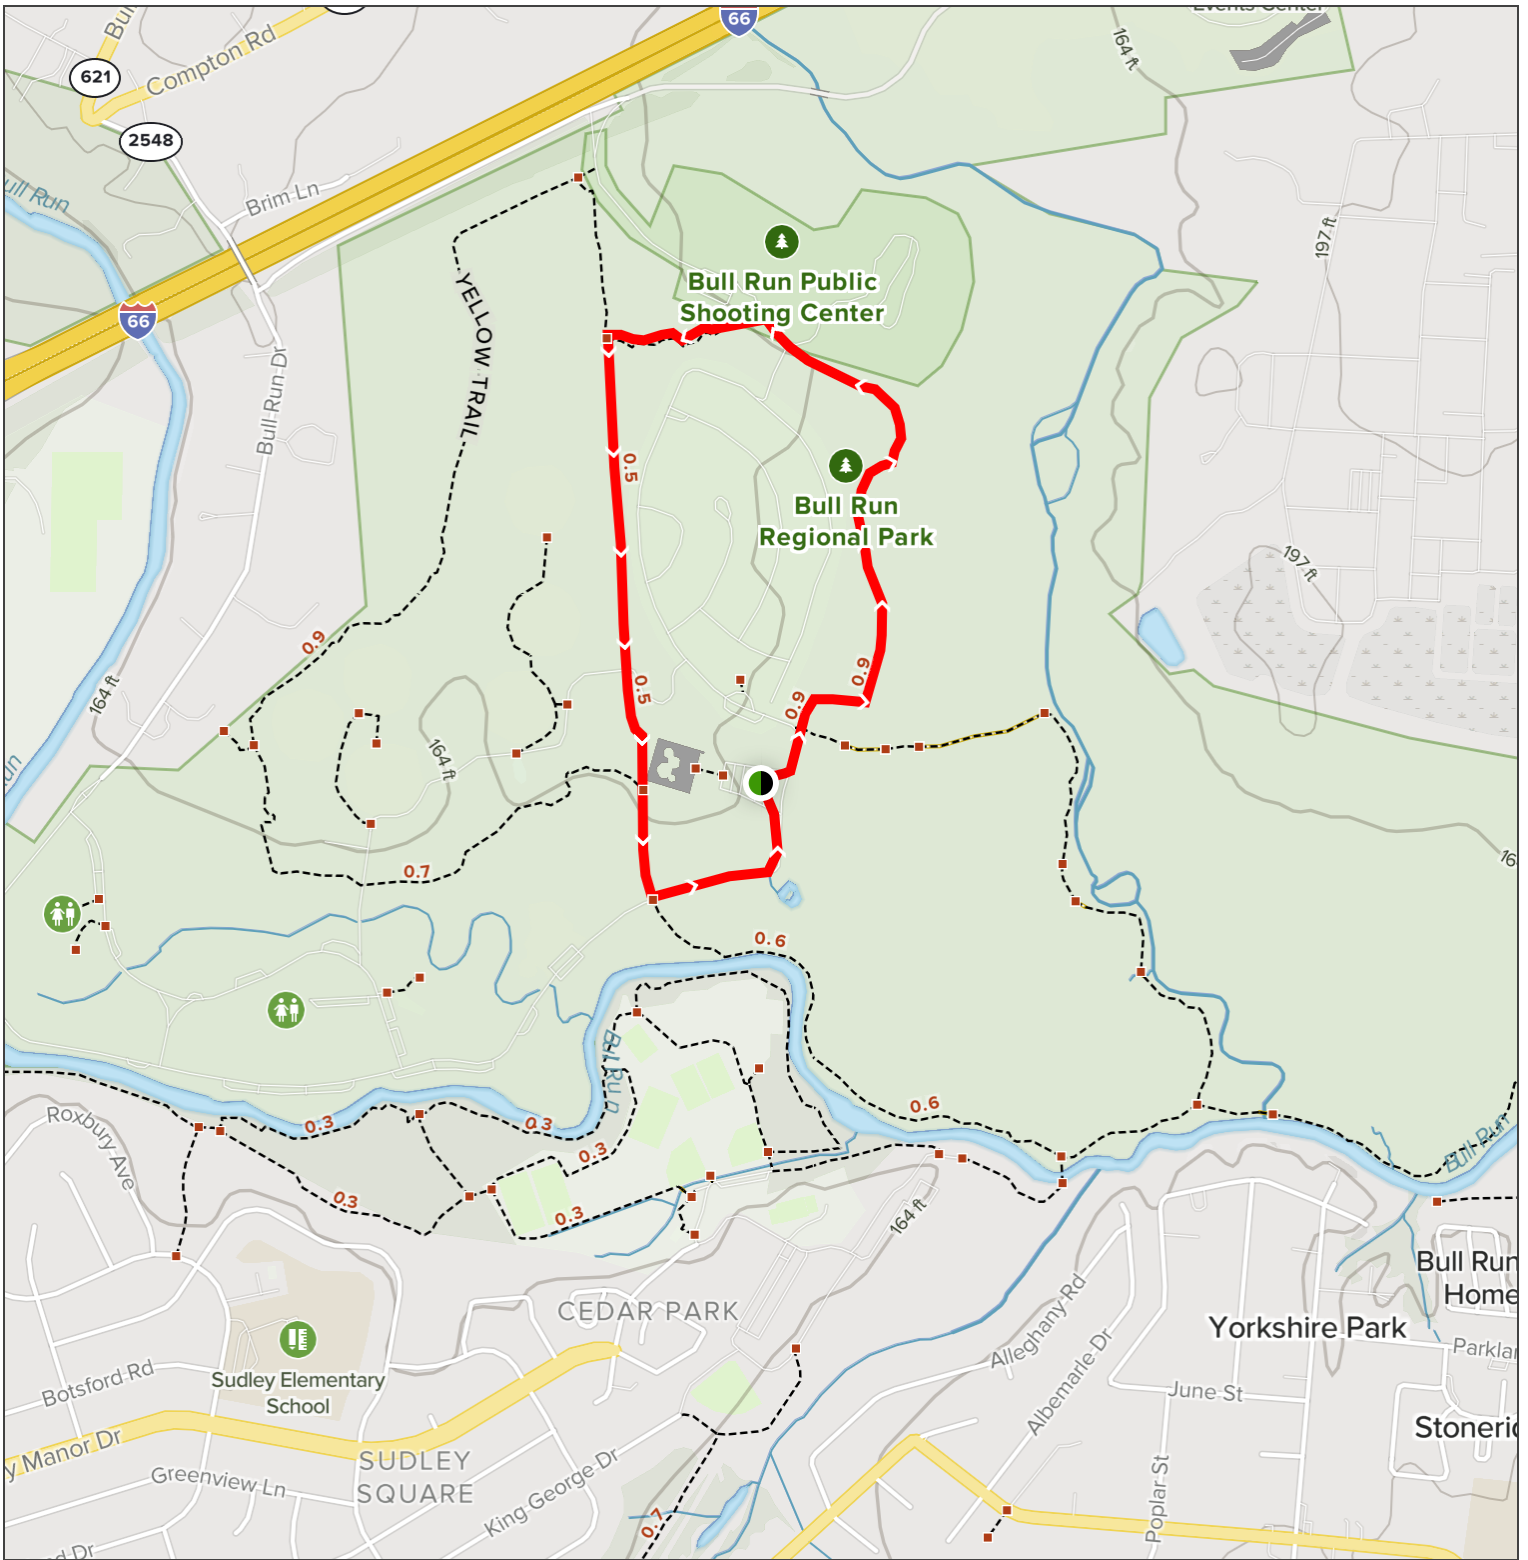 66
Events Center
Compton Rd
164 ft
621
2548
Bull Run
Brim Ln
197 ft
Bull Run Public
Shooting Center
66
YELLOW TRAIL
Bull-Run-Dr
0.5
Bull Run
Regional Park
197 ft
0.9
0.9
0.5
0.9
164 ft
164 ft
0.7
0.6
Bull Run
0.6
0.3
0.3
0.3
Roxbury Ave
0.3
0.3
164 ft
Bull-Run
Bull Run
Home
CEDAR PARK
Alleghany Rd
Yorkshire Park
Albemarle Dr
Parklar
Sudley Elementary
School
Botsford Rd
June St
y Manor Dr
Stoneric
SUDLEY
SQUARE
Greenview Ln
King George Dr
Poplar St
0.7
d Dr